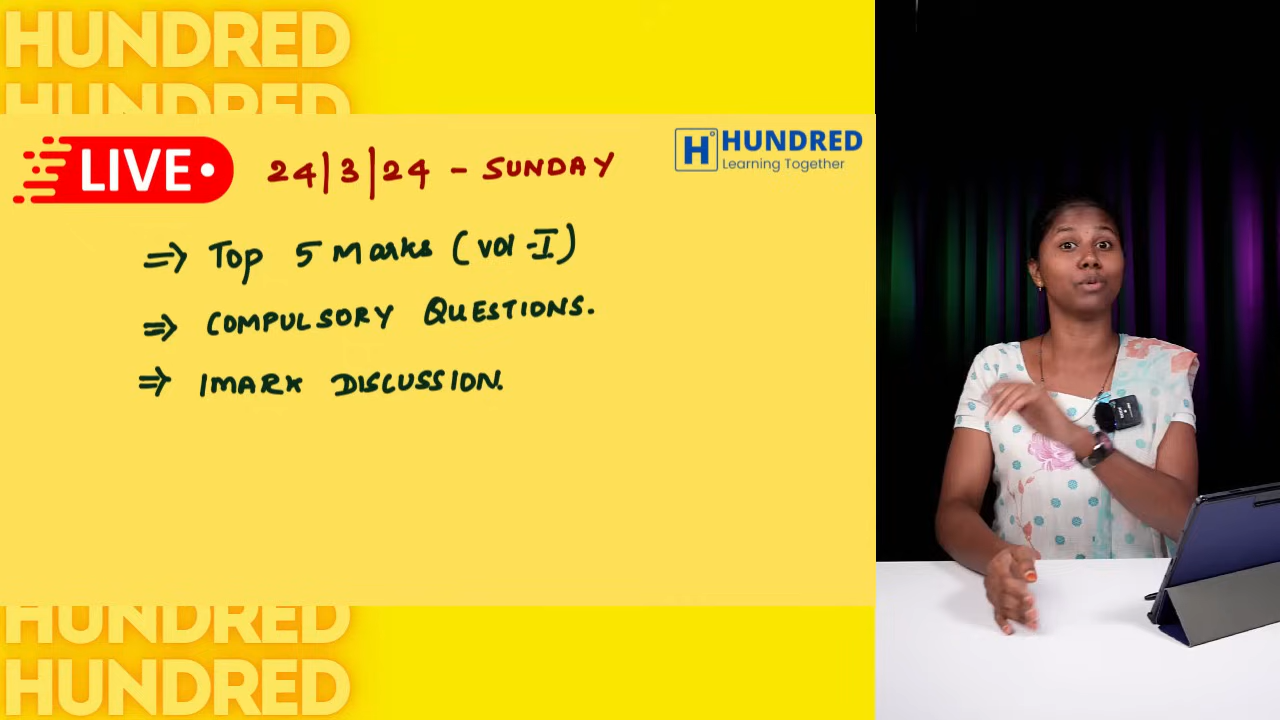 HUNDRED
HUNDRED
LIVE
24|3|24 - SUNDAY
H HUNDRED
Learning Together
⇒ Top 5 Marks (vol-I)
⇒ COMPULSORY QUESTIONS.
⇒ 1MARK DISCUSSION.
HUNDRED
HUNDRED